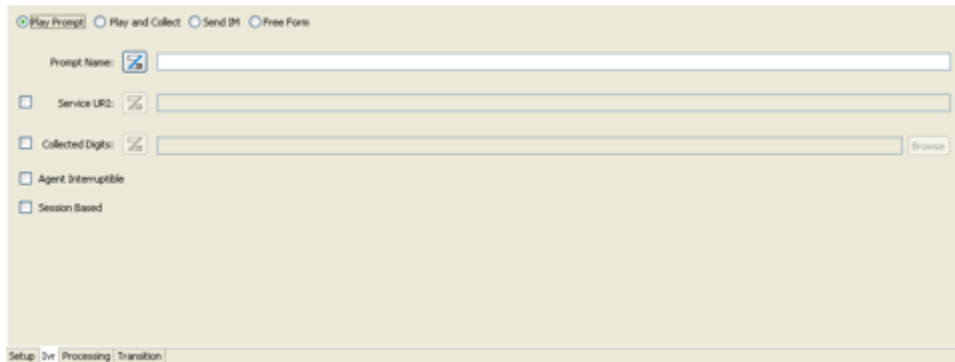 Play Prompt Play and Collect Send IM Free Form
Prompt Name:
Service URI:
Collected Digits: Browse
Agent Interruptible
Session Based
Setup Ivr Processing Transition